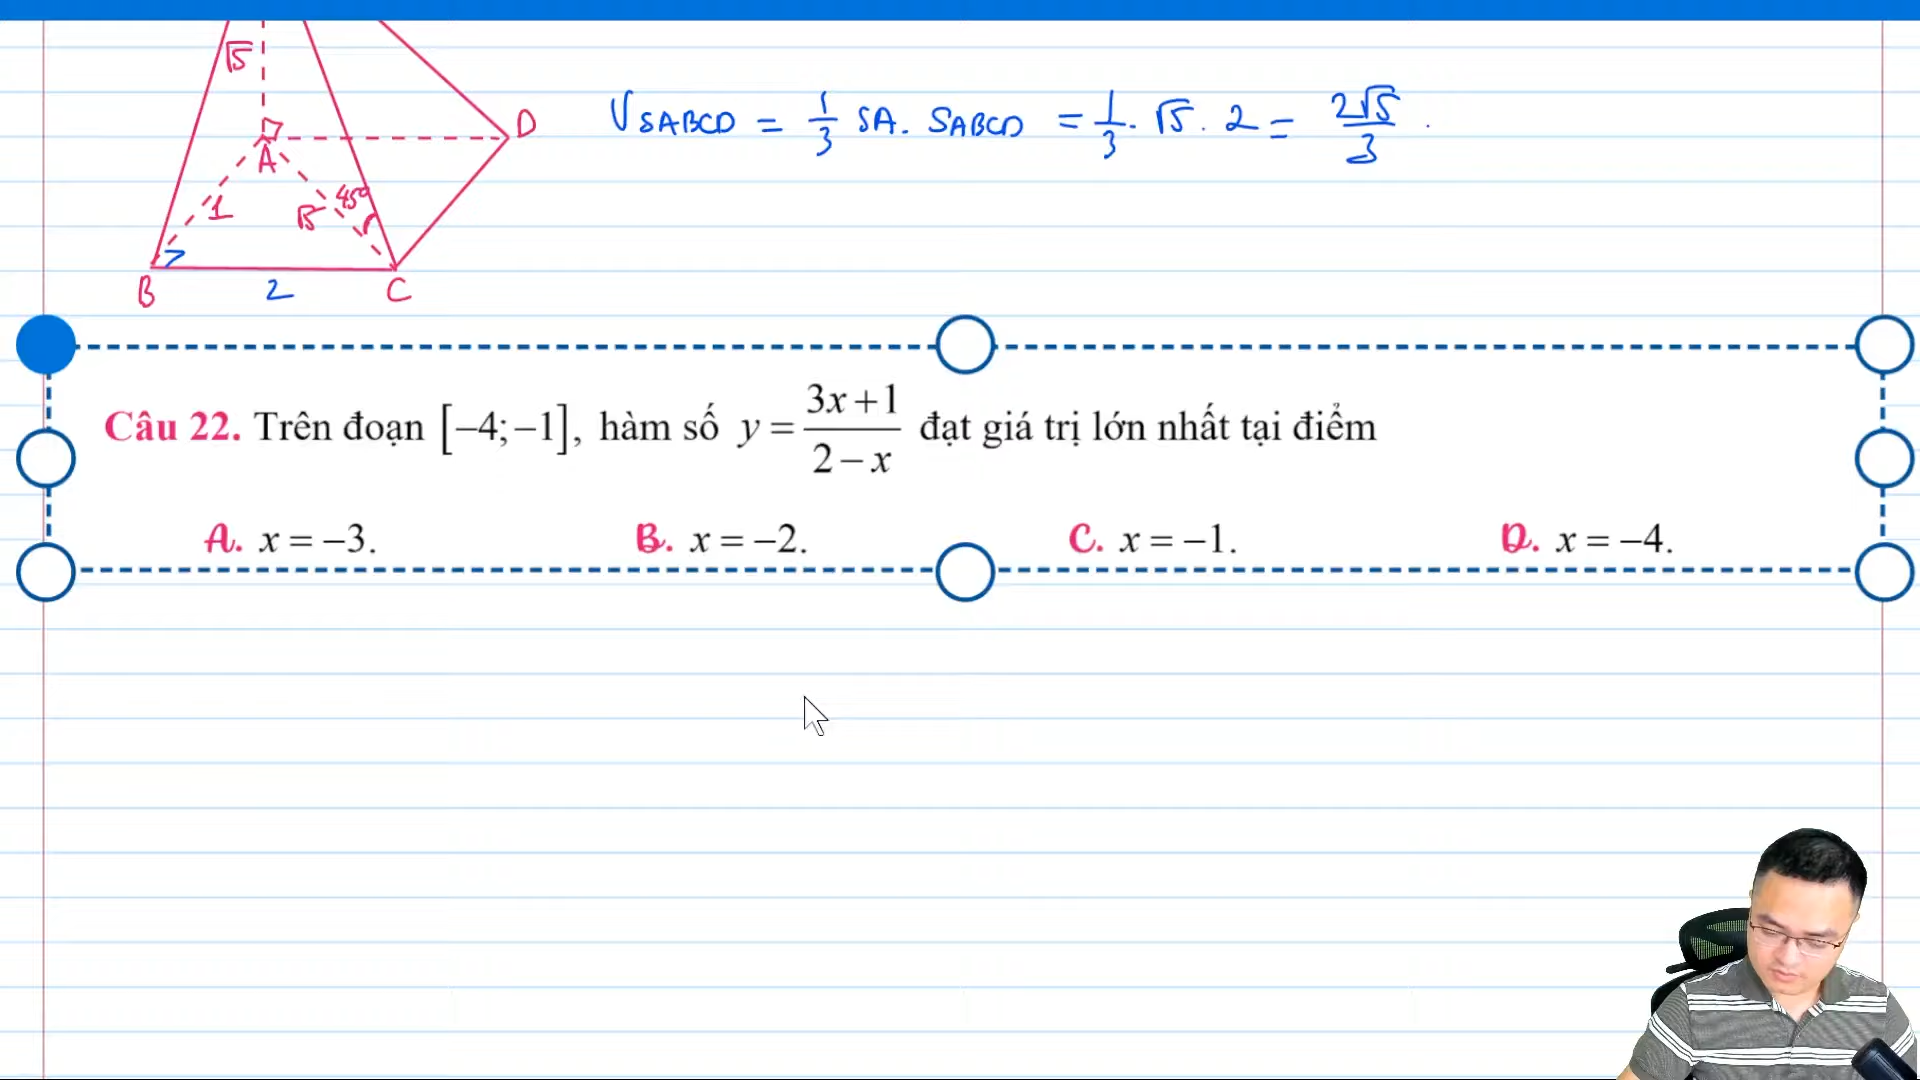 √5
V SABCD = 1/3 SA. SABCD = 1/3 . √5 . 2 = 2√5/3 .
D
A
1
√5
45°
B
2
C
Câu 22. Trên đoạn [−4;−1], hàm số y = (3x+1)/(2−x) đạt giá trị lớn nhất tại điểm
A. x = −3. B. x = −2. C. x = −1. D. x = −4.